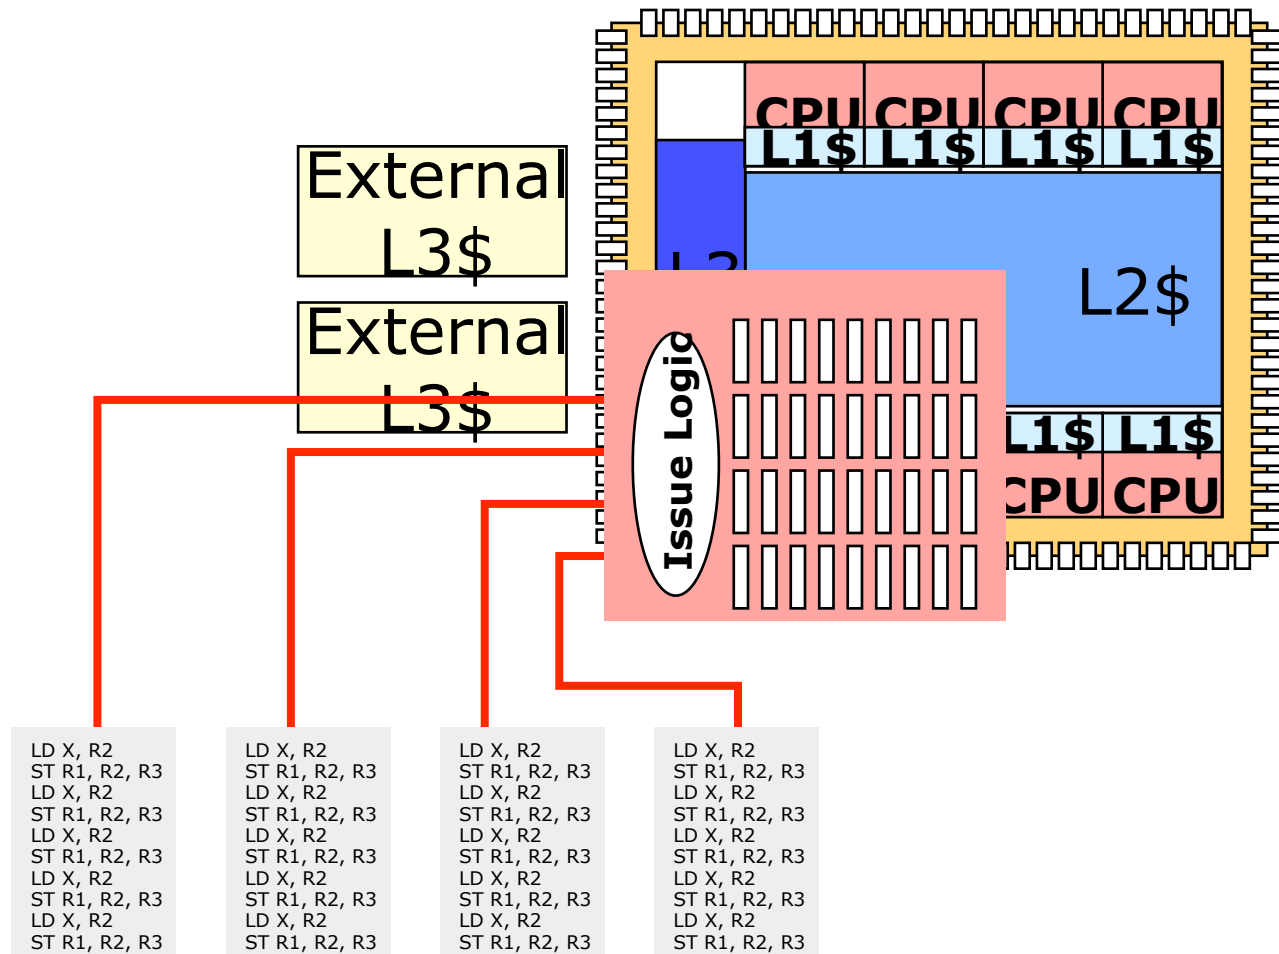 CPU CPU CPU CPU
L1$ L1$ L1$ L1$
External
L3$
L2$
External
L3$
Issue Logic
L1$ L1$
CPU CPU
LD X, R2
ST R1, R2, R3
LD X, R2
ST R1, R2, R3
LD X, R2
ST R1, R2, R3
LD X, R2
ST R1, R2, R3
LD X, R2
ST R1, R2, R3
LD X, R2
ST R1, R2, R3
LD X, R2
ST R1, R2, R3
LD X, R2
ST R1, R2, R3
LD X, R2
ST R1, R2, R3
LD X, R2
ST R1, R2, R3
LD X, R2
ST R1, R2, R3
LD X, R2
ST R1, R2, R3
LD X, R2
ST R1, R2, R3
LD X, R2
ST R1, R2, R3
LD X, R2
ST R1, R2, R3
LD X, R2
ST R1, R2, R3
LD X, R2
ST R1, R2, R3
LD X, R2
ST R1, R2, R3
LD X, R2
ST R1, R2, R3
LD X, R2
ST R1, R2, R3